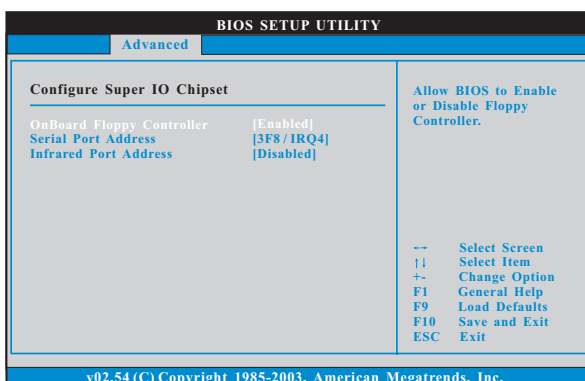 BIOS SETUP UTILITY
Advanced
Configure Super IO Chipset
OnBoard Floppy Controller [Enabled]
Serial Port Address [3F8 / IRQ4]
Infrared Port Address [Disabled]
Allow BIOS to Enable
or Disable Floppy
Controller.
←→ Select Screen
↑↓ Select Item
+- Change Option
F1 General Help
F9 Load Defaults
F10 Save and Exit
ESC Exit
v02.54 (C) Copyright 1985-2003, American Megatrends, Inc.